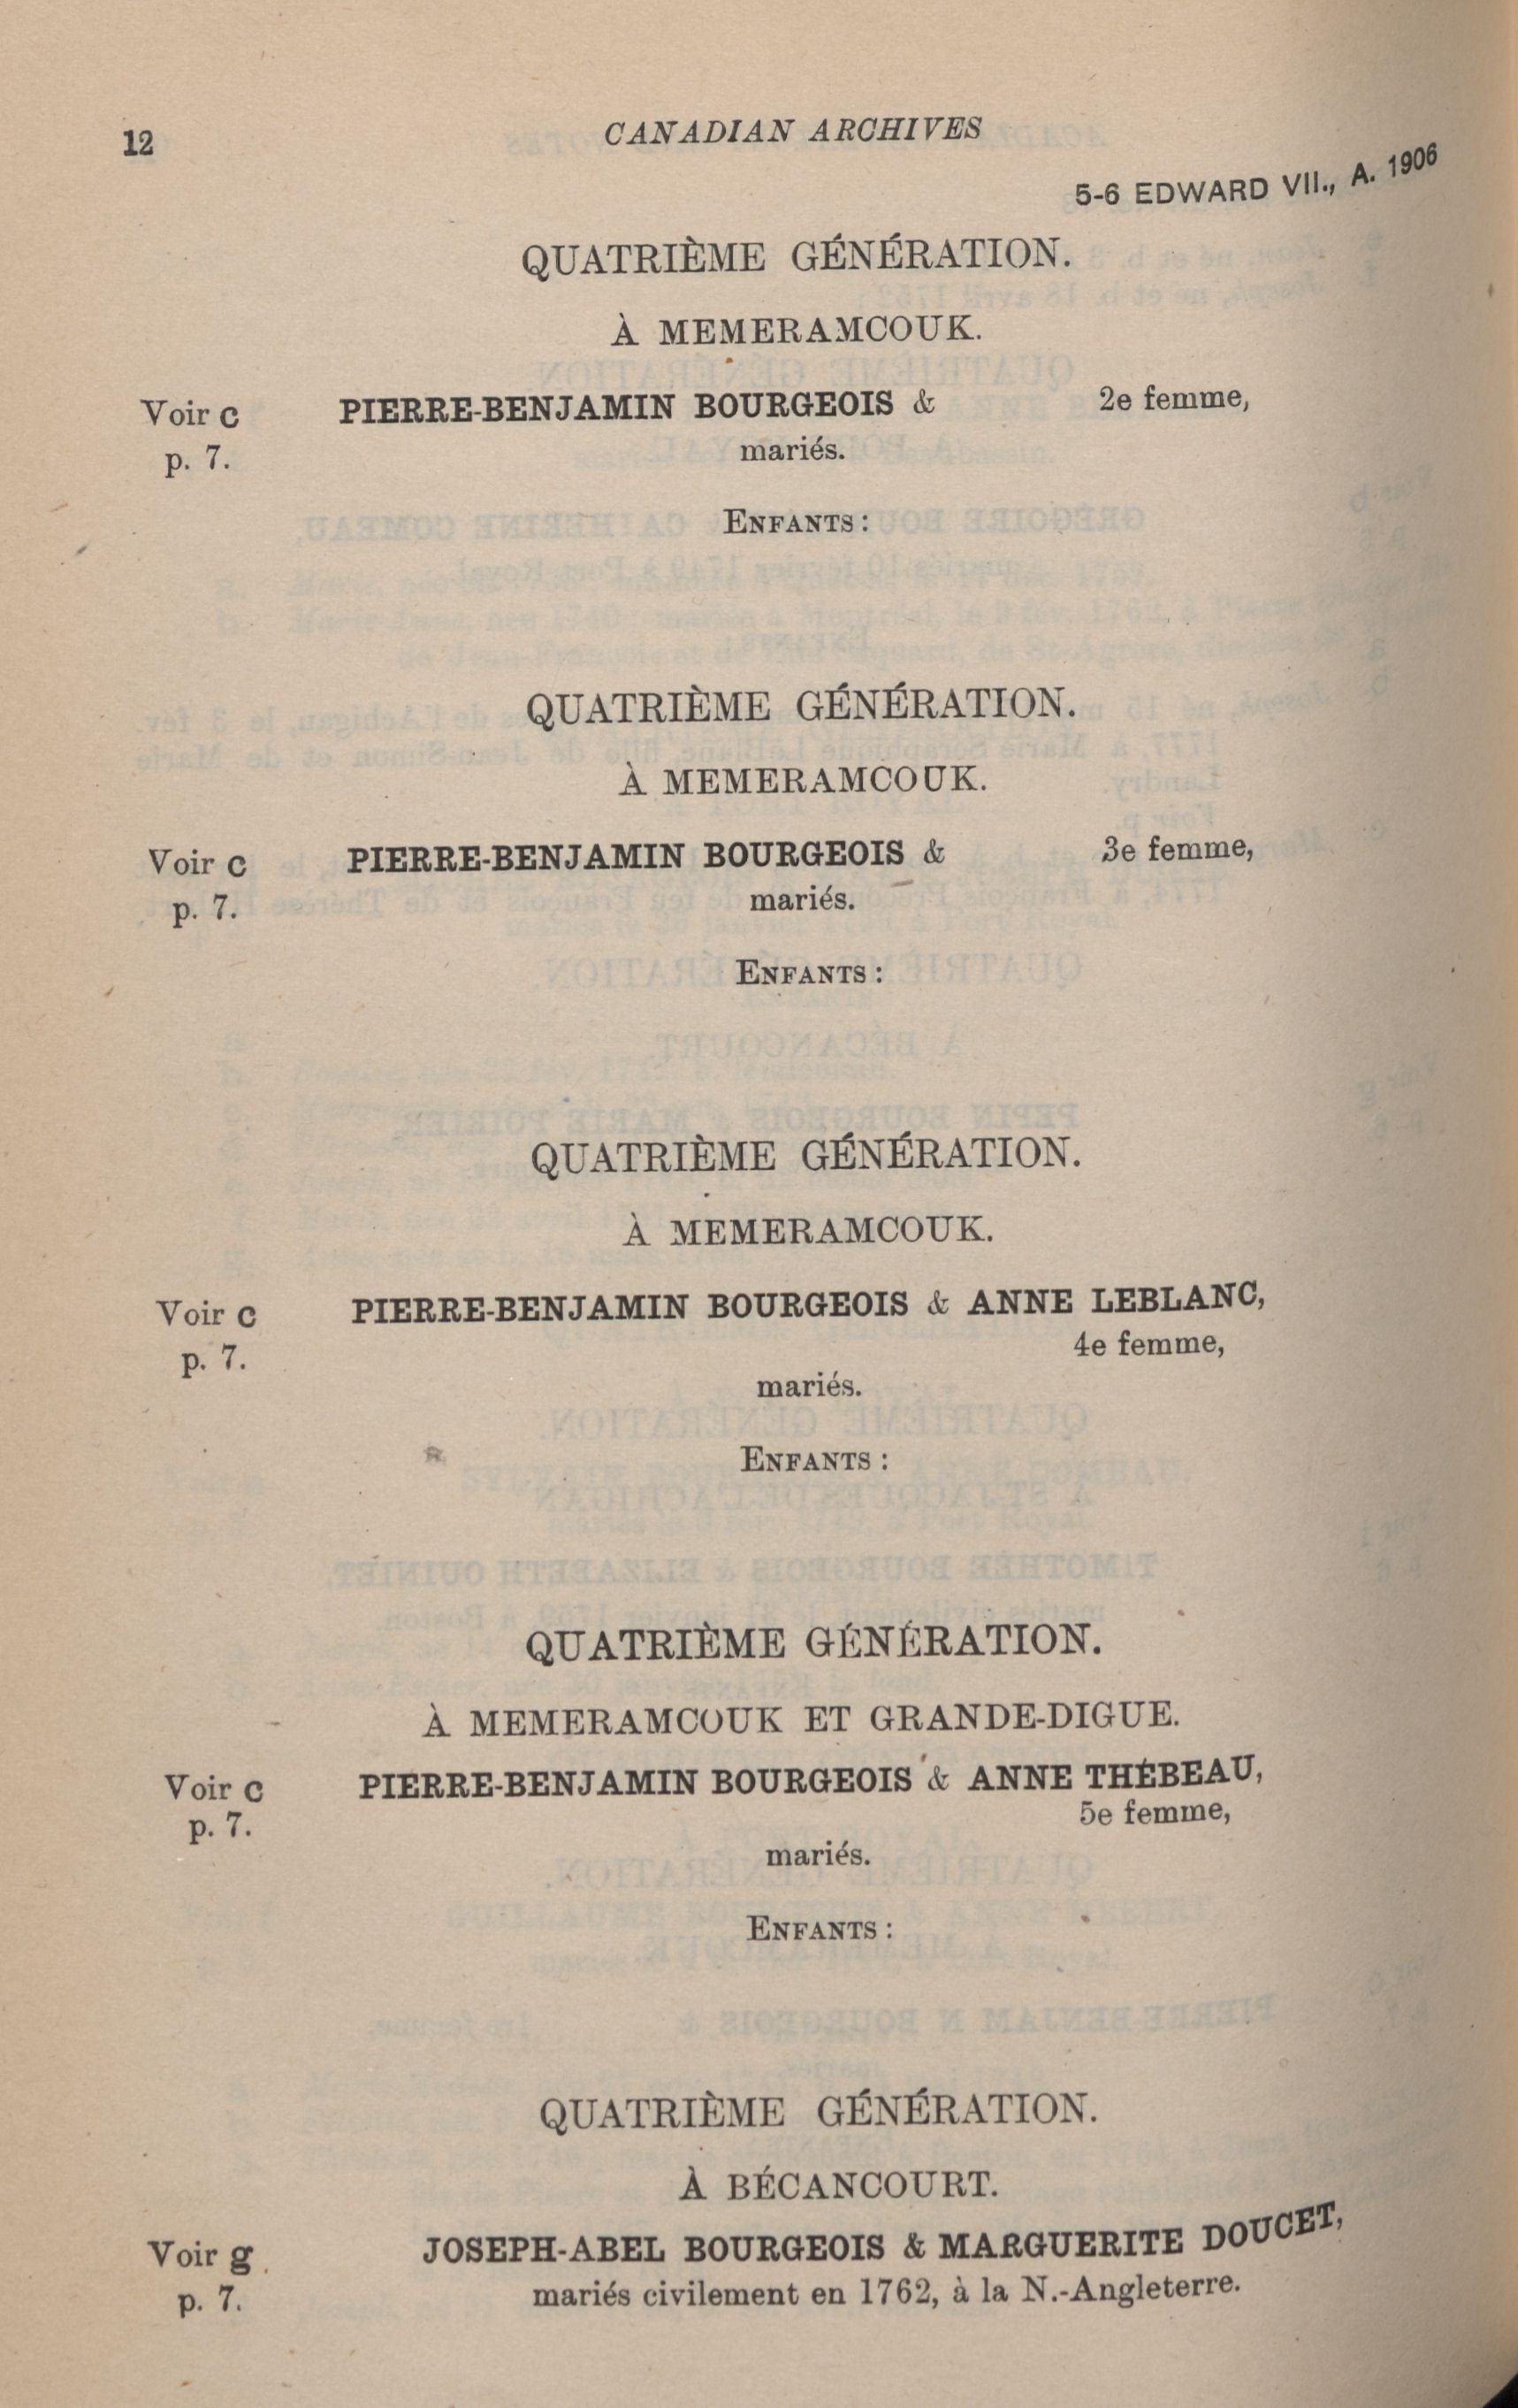 12
CANADIAN ARCHIVES
5-6 EDWARD VII., A. 1906
QUATRIÈME GÉNÉRATION.
À MEMERAMCOUK.
Voir c PIERRE-BENJAMIN BOURGEOIS & 2e femme,
p. 7. mariés.
ENFANTS :
QUATRIÈME GÉNÉRATION.
À MEMERAMCOUK.
Voir c PIERRE-BENJAMIN BOURGEOIS & 3e femme,
p. 7. mariés.
ENFANTS :
QUATRIÈME GÉNÉRATION.
À MEMERAMCOUK.
Voir c PIERRE-BENJAMIN BOURGEOIS & ANNE LEBLANC,
4e femme,
p. 7.
mariés.
ENFANTS :
QUATRIÈME GÉNÉRATION.
À MEMERAMCOUK ET GRANDE-DIGUE.
Voir c PIERRE-BENJAMIN BOURGEOIS & ANNE THÉBEAU,
5e femme,
p. 7.
mariés.
ENFANTS :
QUATRIÈME GÉNÉRATION.
À BÉCANCOURT.
Voir g JOSEPH-ABEL BOURGEOIS & MARGUERITE DOUCET,
p. 7. mariés civilement en 1762, à la N.-Angleterre.